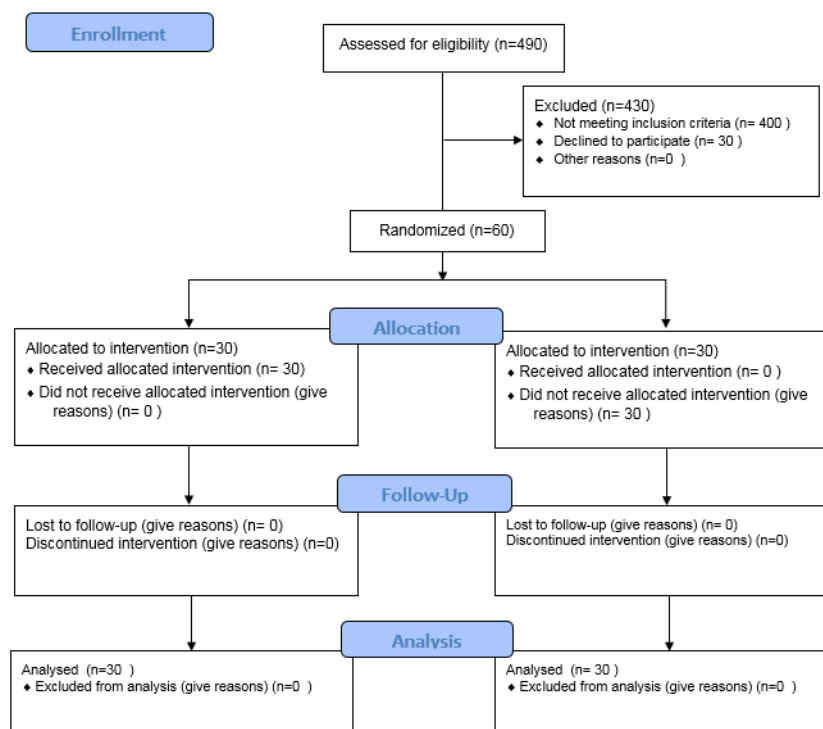 Enrollment
Assessed for eligibility (n=490)
Excluded (n=430)
♦ Not meeting inclusion criteria (n= 400 )
♦ Declined to participate (n= 30 )
♦ Other reasons (n=0 )
Randomized (n=60)
Allocation
Allocated to intervention (n=30)
♦ Received allocated intervention (n= 30)
♦ Did not receive allocated intervention (give
reasons) (n= 0 )
Allocated to intervention (n=30)
♦ Received allocated intervention (n= 0 )
♦ Did not receive allocated intervention (give
reasons) (n= 30 )
Follow-Up
Lost to follow-up (give reasons) (n= 0)
Discontinued intervention (give reasons) (n=0)
Lost to follow-up (give reasons) (n= 0)
Discontinued intervention (give reasons) (n=0)
Analysis
Analysed (n=30 )
♦ Excluded from analysis (give reasons) (n=0 )
Analysed (n= 30 )
♦ Excluded from analysis (give reasons) (n=0 )